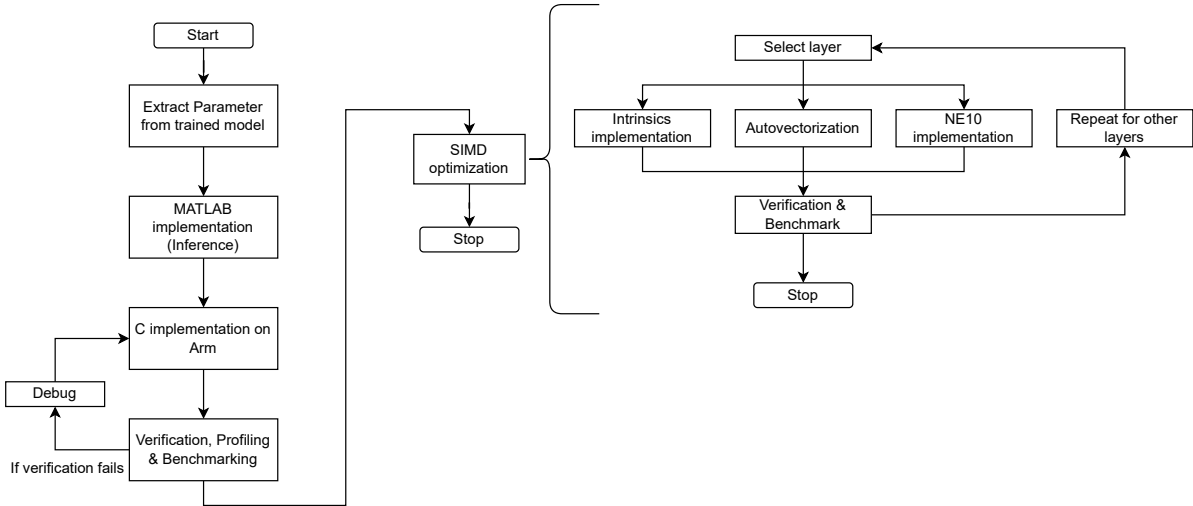 Start
Extract Parameter
from trained model
MATLAB
implementation
(Inference)
C implementation on
Arm
Debug
Verification, Profiling
& Benchmarking
If verification fails
SIMD
optimization
Stop
Select layer
Intrinsics
implementation
Autovectorization
NE10
implementation
Repeat for other
layers
Verification &
Benchmark
Stop